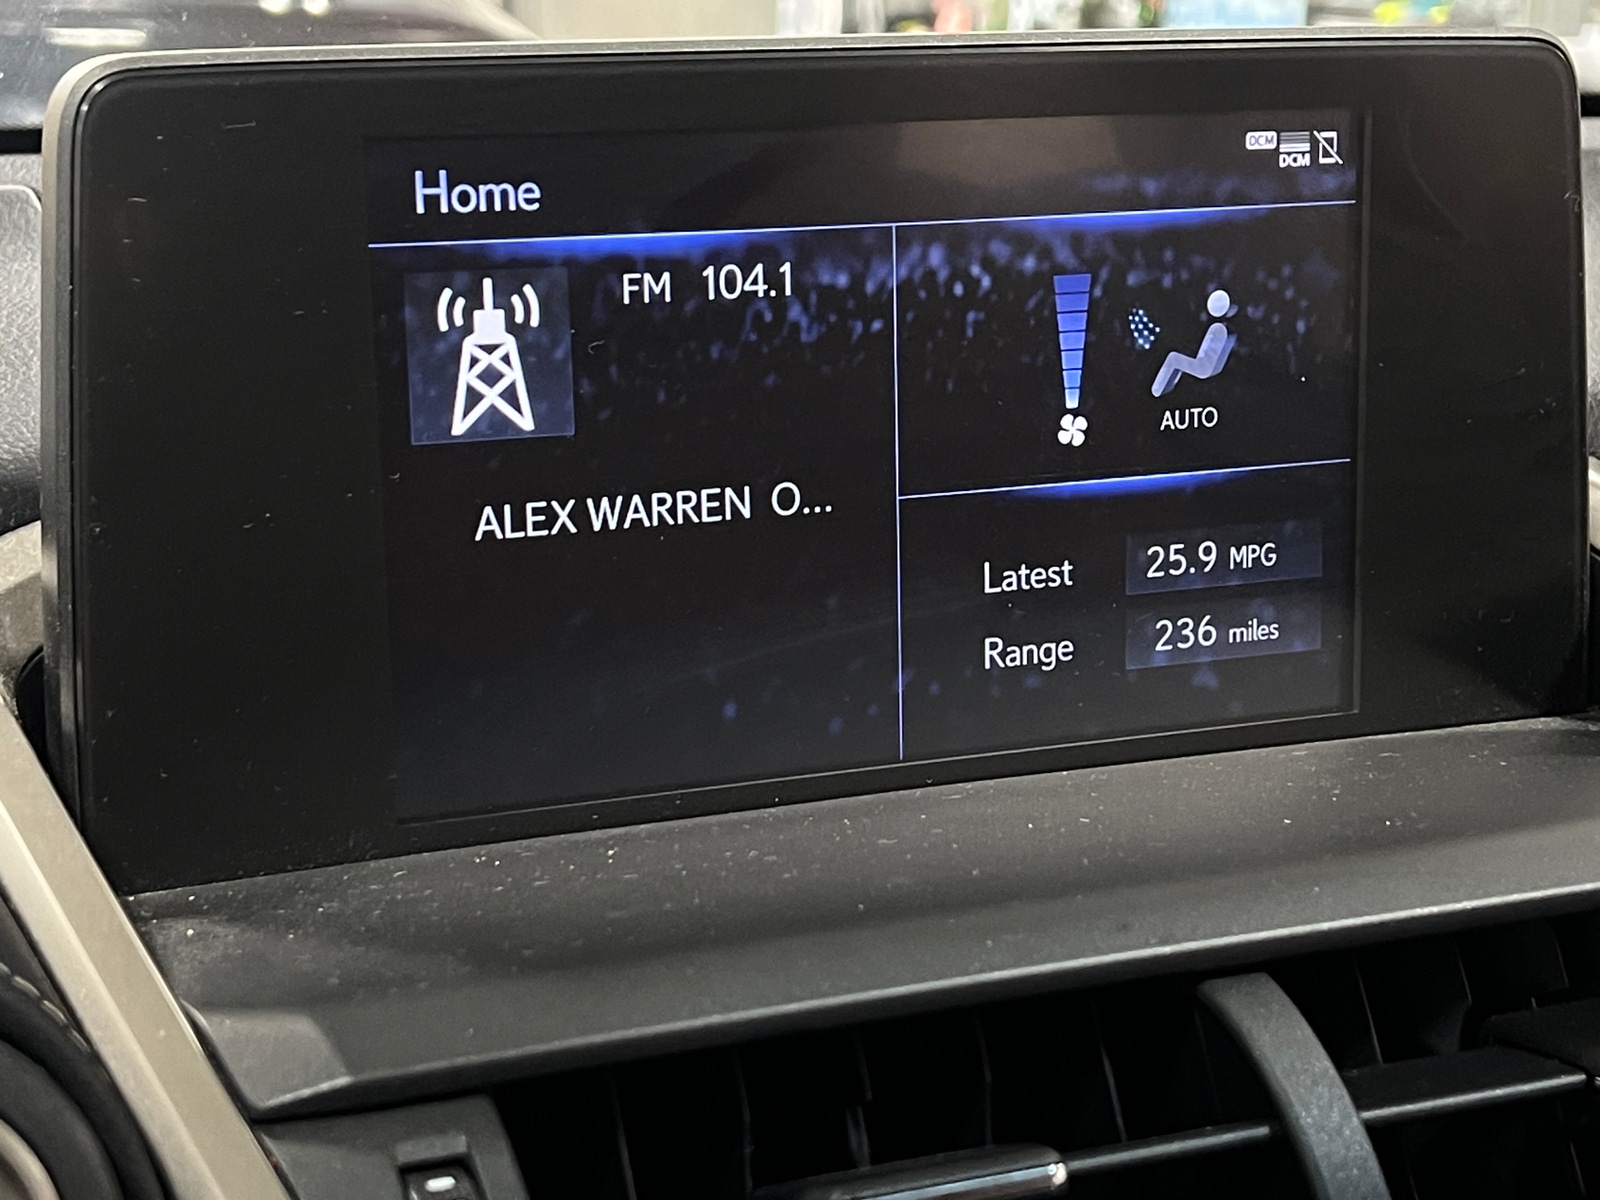 DCM
DCM
Home
FM 104.1
ALEX WARREN O...
AUTO
Latest 25.9 MPG
Range 236 miles